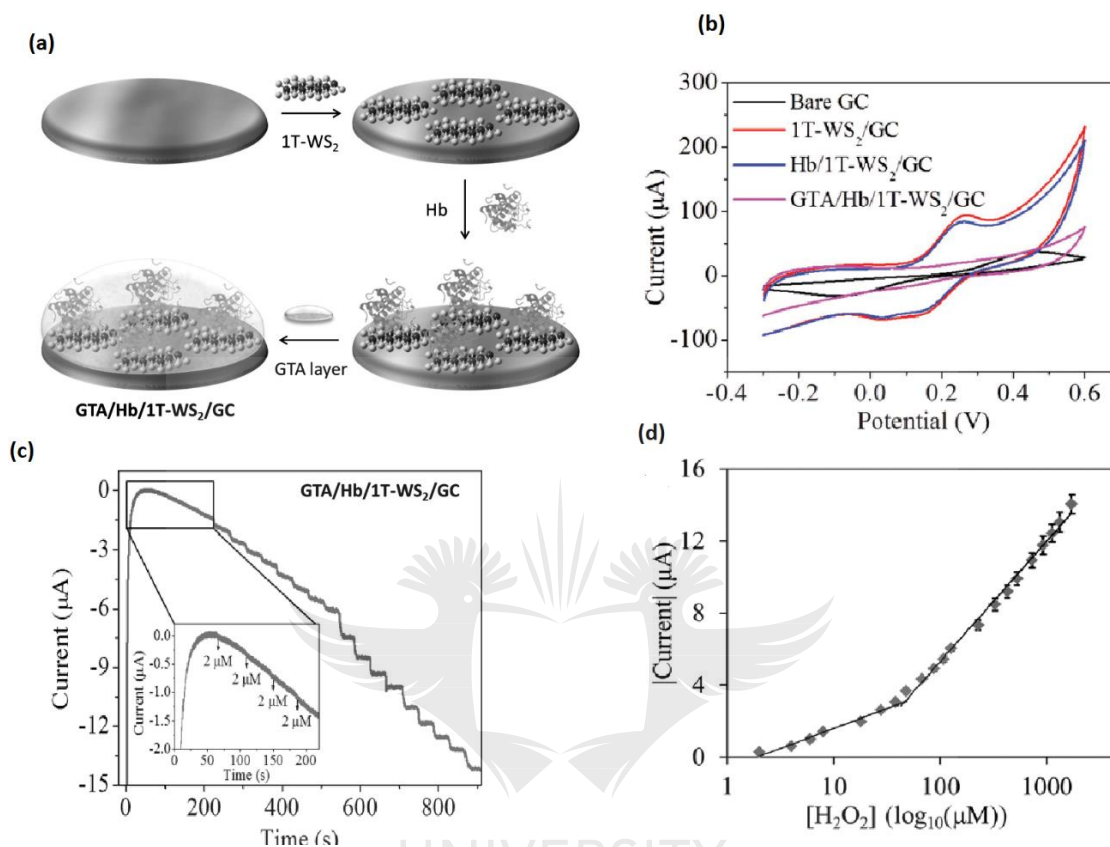 (a)
1T-WS₂
Hb
GTA layer
GTA/Hb/1T-WS₂/GC
(b)
300
200
100
0
-100
Current (μA)
Bare GC
1T-WS₂/GC
Hb/1T-WS₂/GC
GTA/Hb/1T-WS₂/GC
-0.4 -0.2 0.0 0.2 0.4 0.6
Potential (V)
(c)
GTA/Hb/1T-WS₂/GC
0
-3
-6
-9
-12
-15
Current (μA)
0.0
-0.5
-1.0
-1.5
-2.0
Current (μA)
2 μM
2 μM
2 μM
2 μM
0 50 100 150 200
Time (s)
0 200 400 600 800
Time (s)
(d)
16
12
8
4
0
|Current| (μA)
1 10 100 1000
[H₂O₂] (log₁₀(μM))
UNIVERSITY